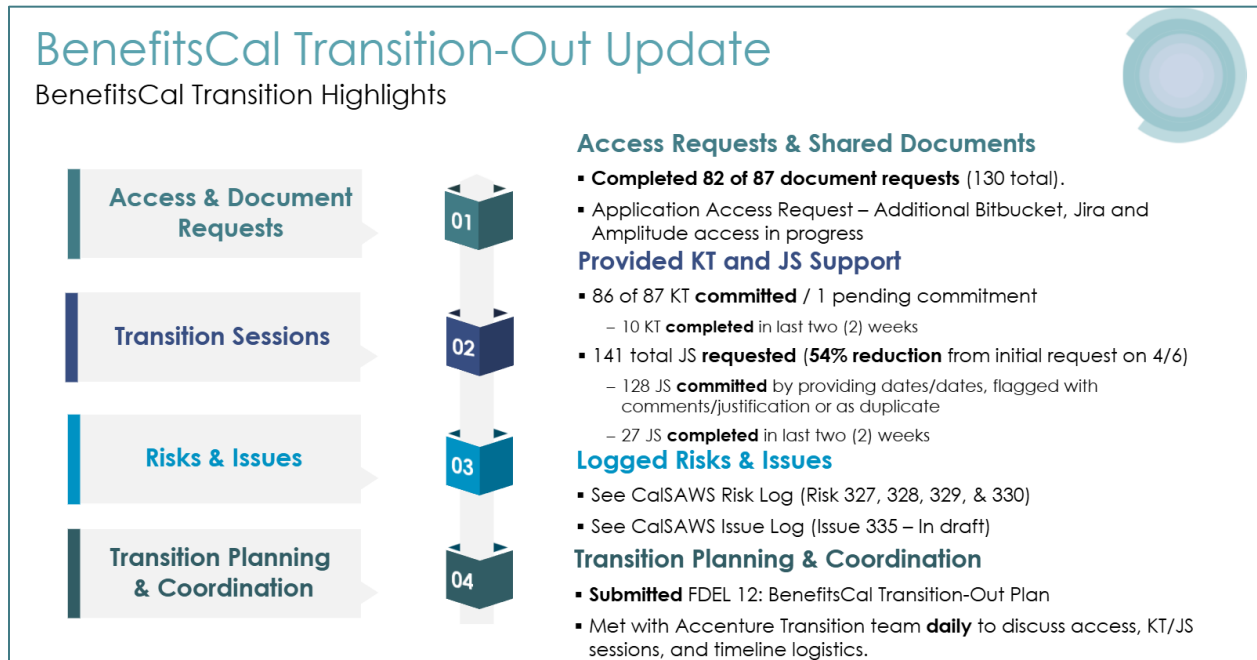 BenefitsCal Transition-Out Update
BenefitsCal Transition Highlights
Access & Document
Requests
01
Access Requests & Shared Documents
▪ Completed 82 of 87 document requests (130 total).
▪ Application Access Request – Additional Bitbucket, Jira and
Amplitude access in progress
Transition Sessions
02
Provided KT and JS Support
▪ 86 of 87 KT committed / 1 pending commitment
– 10 KT completed in last two (2) weeks
▪ 141 total JS requested (54% reduction from initial request on 4/6)
– 128 JS committed by providing dates/dates, flagged with
comments/justification or as duplicate
– 27 JS completed in last two (2) weeks
Risks & Issues
03
Logged Risks & Issues
▪ See CalSAWS Risk Log (Risk 327, 328, 329, & 330)
▪ See CalSAWS Issue Log (Issue 335 – In draft)
Transition Planning
& Coordination
04
Transition Planning & Coordination
▪ Submitted FDEL 12: BenefitsCal Transition-Out Plan
▪ Met with Accenture Transition team daily to discuss access, KT/JS
sessions, and timeline logistics.